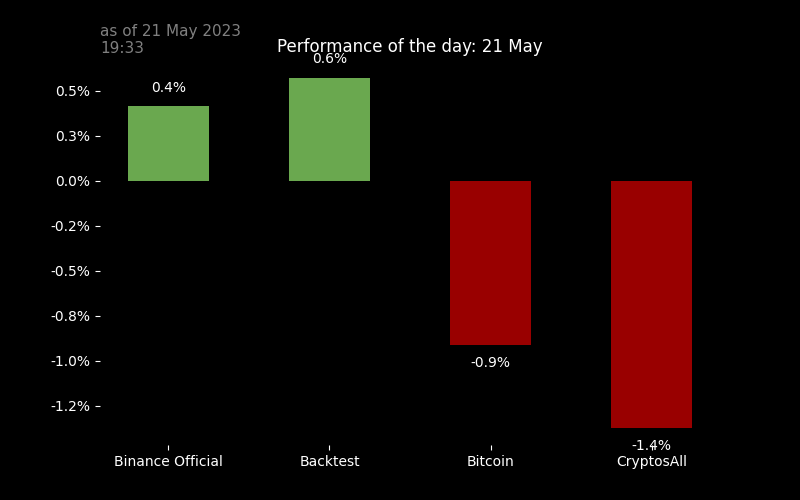 as of 21 May 2023
19:33
Performance of the day: 21 May
0.6%
0.4%
0.5%
0.3%
0.0%
-0.2%
-0.5%
-0.8%
-1.0%
-0.9%
-1.2%
-1.4%
Binance Official
Backtest
Bitcoin
CryptosAll